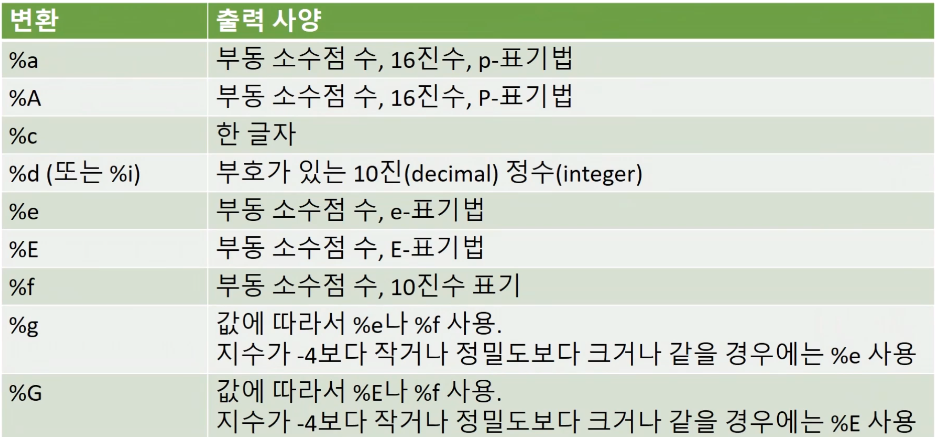 변환 출력 사양
%a 부동 소수점 수, 16진수, p-표기법
%A 부동 소수점 수, 16진수, P-표기법
%c 한 글자
%d (또는 %i) 부호가 있는 10진(decimal) 정수(integer)
%e 부동 소수점 수, e-표기법
%E 부동 소수점 수, E-표기법
%f 부동 소수점 수, 10진수 표기
%g 값에 따라서 %e나 %f 사용.
지수가 -4보다 작거나 정밀도보다 크거나 같을 경우에는 %e 사용
%G 값에 따라서 %E나 %f 사용.
지수가 -4보다 작거나 정밀도보다 크거나 같을 경우에는 %E 사용